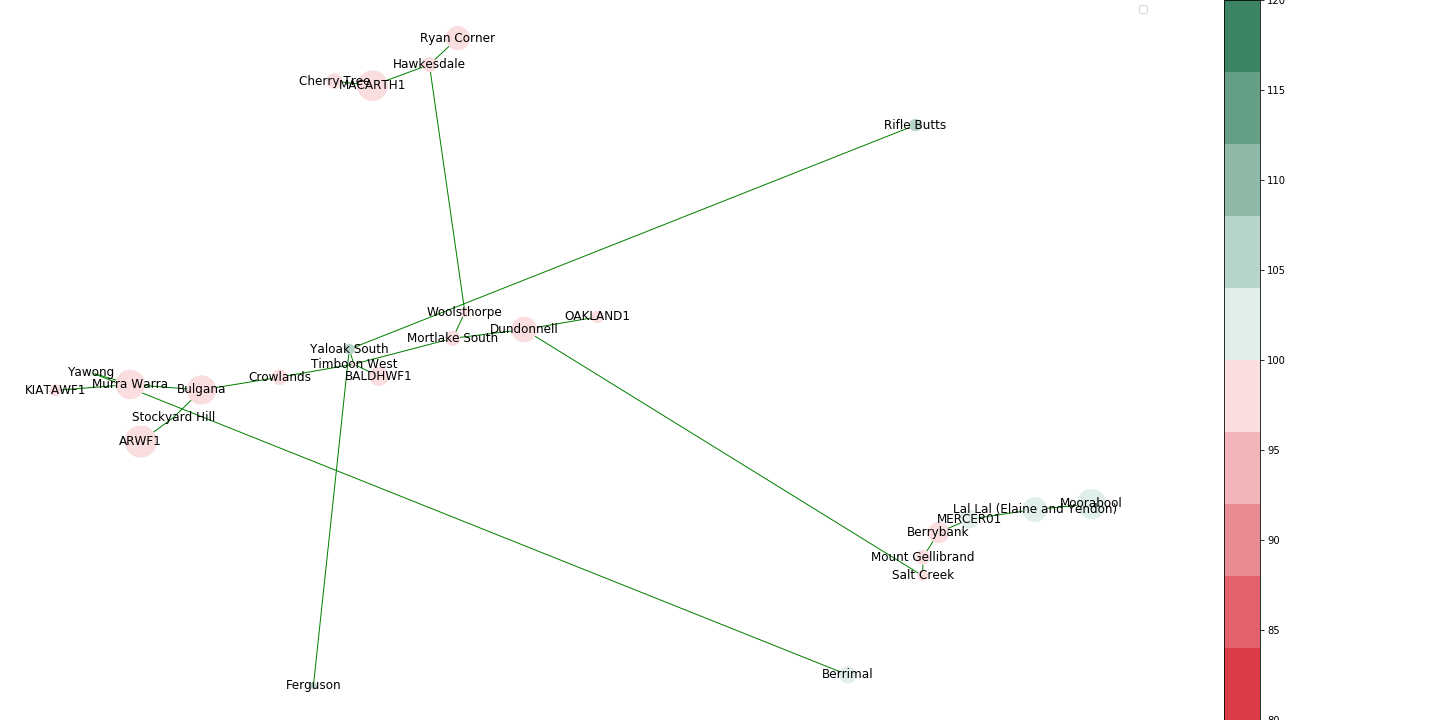 Ryan Corner
Hawkesdale
Cherry Tree
MACARTH1
Rifle Butts
Woolsthorpe
OAKLAND1
Dundonnell
Mortlake South
Yaloak South
Timboon West
BALDHWF1
Crowlands
Yawong
Murra Warra
KIATAWF1
Bulgana
Stockyard Hill
ARWF1
Moorabool
Lal Lal (Elaine and Yendon)
MERCER01
Berrybank
Mount Gellibrand
Salt Creek
Berrimal
Ferguson
120
115
110
105
100
95
90
85
80